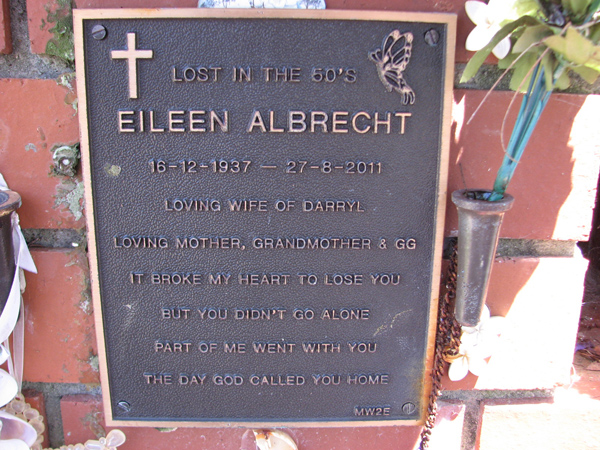 LOST IN THE 50'S
EILEEN ALBRECHT
16-12-1937 — 27-8-2011
LOVING WIFE OF DARRYL
LOVING MOTHER, GRANDMOTHER & GG
IT BROKE MY HEART TO LOSE YOU
BUT YOU DIDN'T GO ALONE
PART OF ME WENT WITH YOU
THE DAY GOD CALLED YOU HOME
MW2E